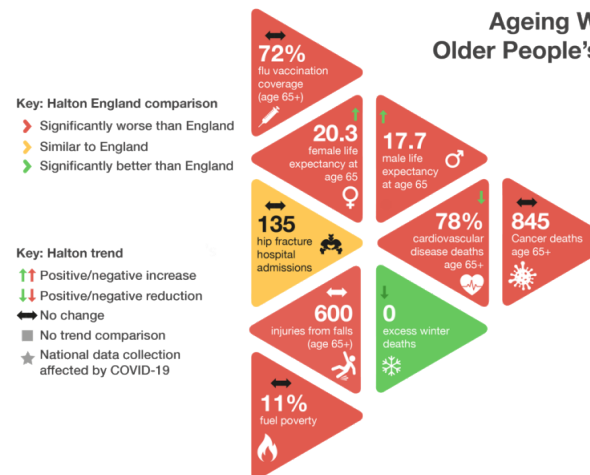 Ageing W
Older People's
Key: Halton England comparison
Significantly worse than England
Similar to England
Significantly better than England
Key: Halton trend
Positive/negative increase
Positive/negative reduction
No change
No trend comparison
National data collection
affected by COVID-19
72%
flu vaccination
coverage
(age 65+)
20.3
female life
expectancy at
age 65
17.7
male life
expectancy
at age 65
135
hip fracture
hospital
admissions
78%
cardiovascular
disease deaths
age 65+
845
Cancer deaths
age 65+
600
injuries from falls
(age 65+)
0
excess winter
deaths
11%
fuel poverty